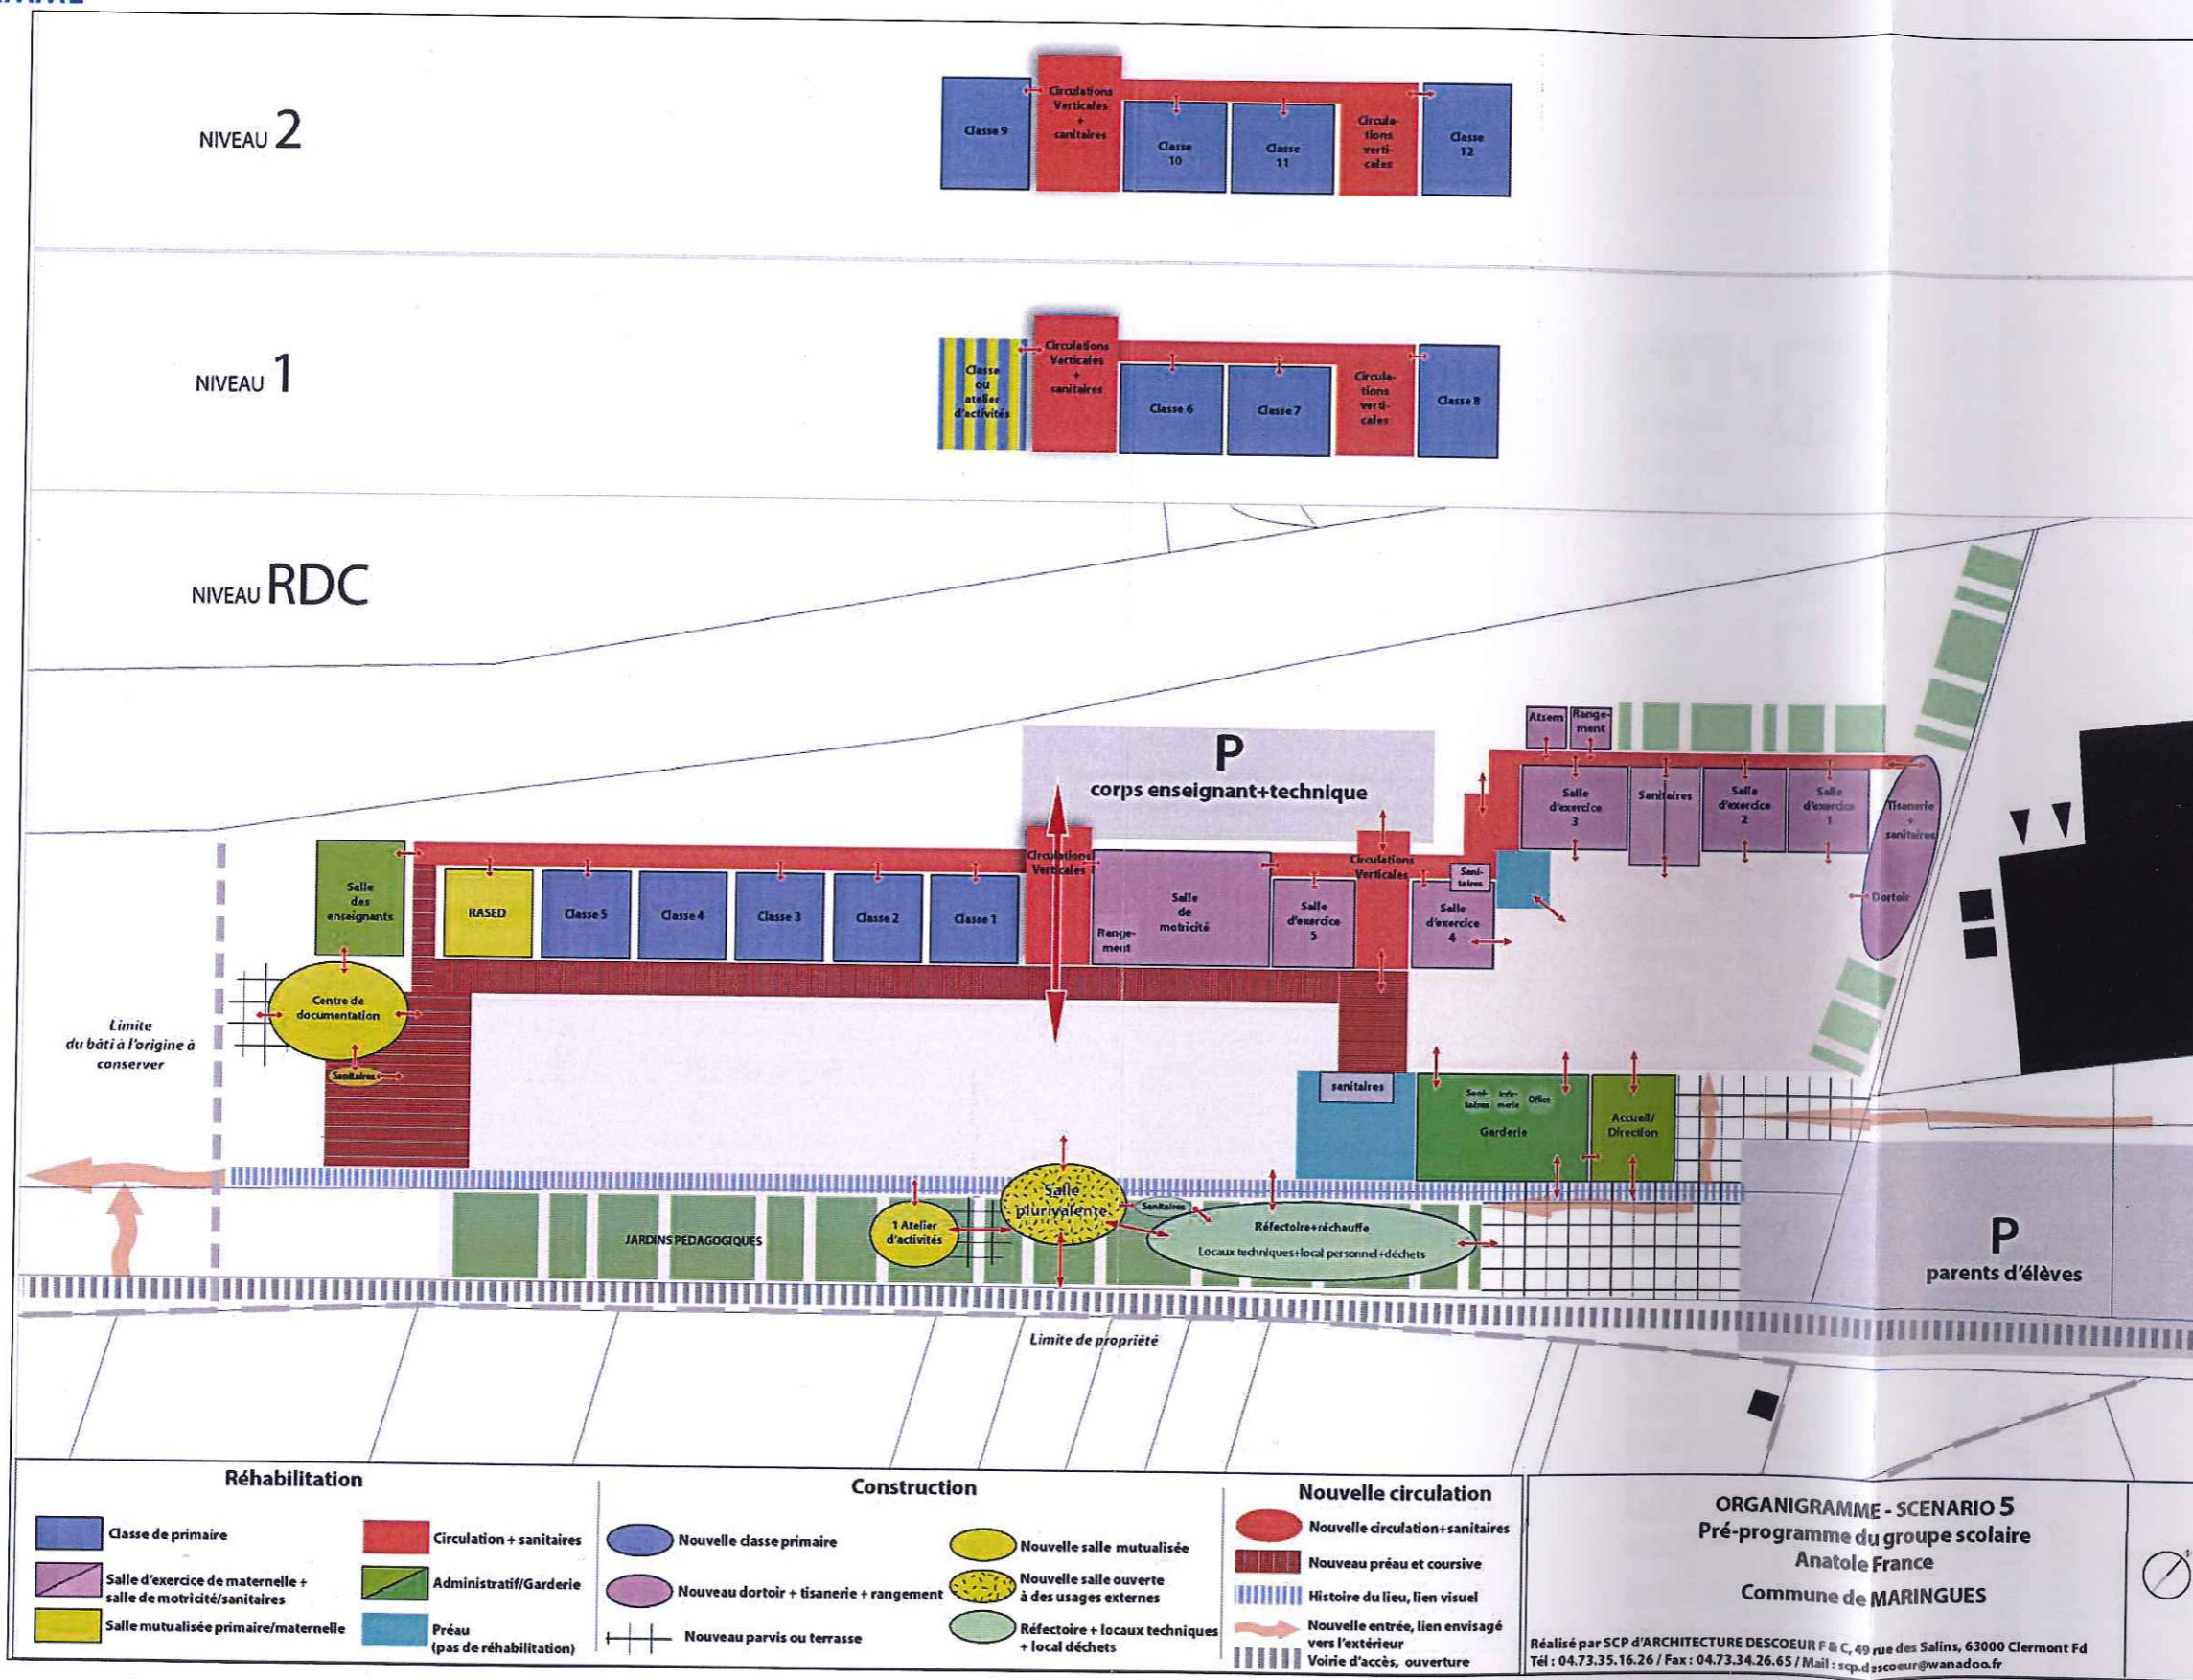 NIVEAU 2
Classe 9
Circulations
Verticales
+
sanitaires
Classe
10
Classe
11
Circula-
tions
verti-
cales
Classe
12
NIVEAU 1
Classe
ou
atelier
d'activités
Circulations
Verticales
+
sanitaires
Classe 6
Classe 7
Circula-
tions
verti-
cales
Classe 8
NIVEAU RDC
P
corps enseignant+technique
Atsem
Range-
ment
Salle
d'exercice
3
Sanitaires
Salle
d'exercice
2
Salle
d'exercice
1
Tisanerie
+
sanitaires
Dortoir
Salle
des
enseignants
RASED
Classe 5
Classe 4
Classe 3
Classe 2
Classe 1
Circulations
Verticales
Range-
ment
Salle
de
motricité
Salle
d'exercice
5
Circulations
Verticales
Sani-
taires
Salle
d'exercice
4
Centre de
documentation
Sanitaires
Limite
du bâti à l'origine à
conserver
sanitaires
Sani-
taires
Infir-
merie
Office
Garderie
Accueil/
Direction
JARDINS PEDAGOGIQUES
1 Atelier
d'activités
Salle
plurivalente
Sanitaires
Réfectoire+réchauffe
Locaux techniques+local personnel+déchets
P
parents d'élèves
Limite de propriété
Réhabilitation
Classe de primaire
Salle d'exercice de maternelle +
salle de motricité/sanitaires
Salle mutualisée primaire/maternelle
Circulation + sanitaires
Administratif/Garderie
Préau
(pas de réhabilitation)
Construction
Nouvelle classe primaire
Nouveau dortoir + tisanerie + rangement
Nouveau parvis ou terrasse
Nouvelle salle mutualisée
Nouvelle salle ouverte
à des usages externes
Réfectoire + locaux techniques
+ local déchets
Nouvelle circulation
Nouvelle circulation+sanitaires
Nouveau préau et coursive
Histoire du lieu, lien visuel
Nouvelle entrée, lien envisagé
vers l'extérieur
Voirie d'accès, ouverture
ORGANIGRAMME - SCENARIO 5
Pré-programme du groupe scolaire
Anatole France
Commune de MARINGUES
Réalisé par SCP d'ARCHITECTURE DESCOEUR F & C, 49 rue des Salins, 63000 Clermont Fd
Tél : 04.73.35.16.26 / Fax : 04.73.34.26.65 / Mail : scp.descoeur@wanadoo.fr